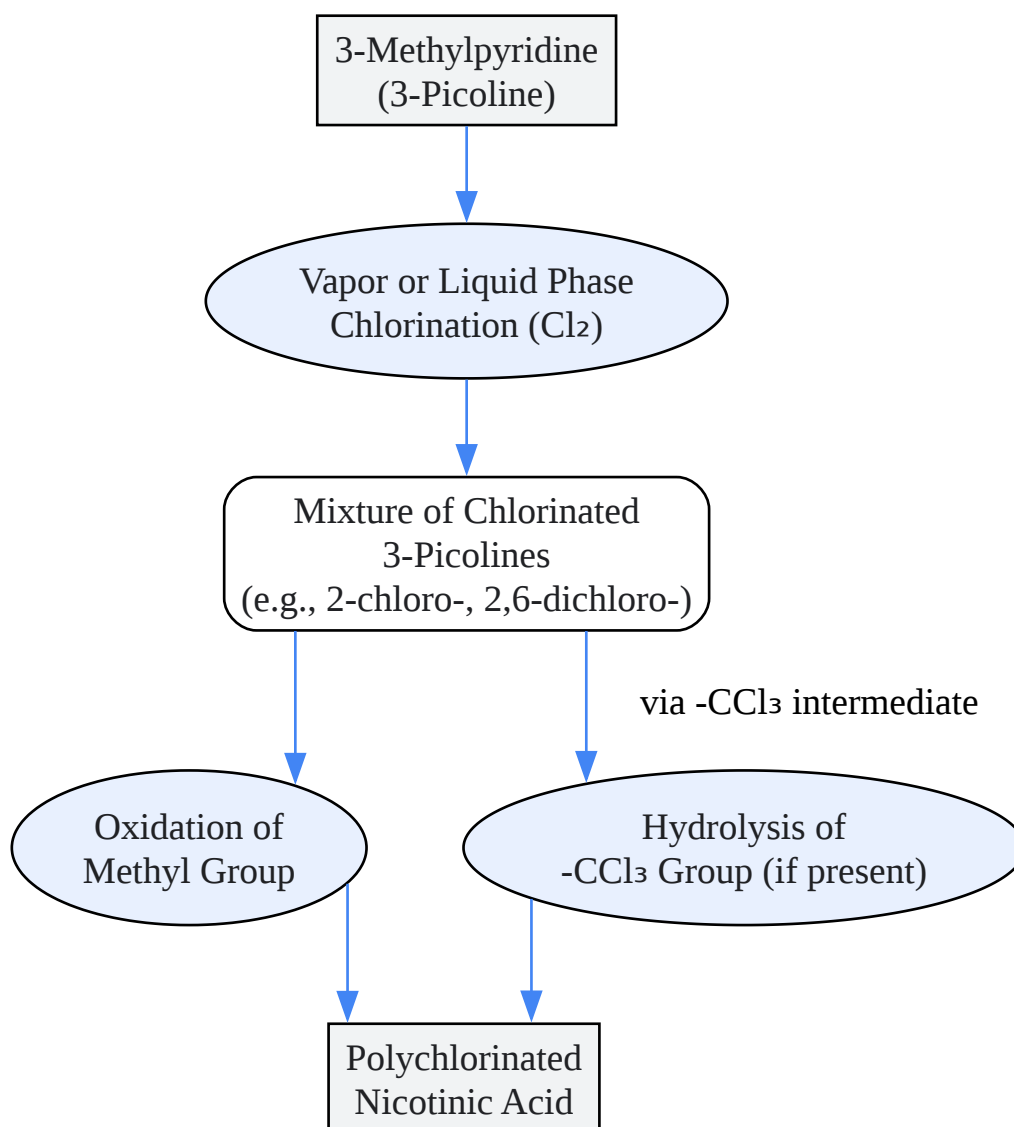 3-Methylpyridine
(3-Picoline)
Vapor or Liquid Phase
Chlorination (Cl₂)
Mixture of Chlorinated
3-Picolines
(e.g., 2-chloro-, 2,6-dichloro-)
via -CCl₃ intermediate
Oxidation of
Methyl Group
Hydrolysis of
-CCl₃ Group (if present)
Polychlorinated
Nicotinic Acid